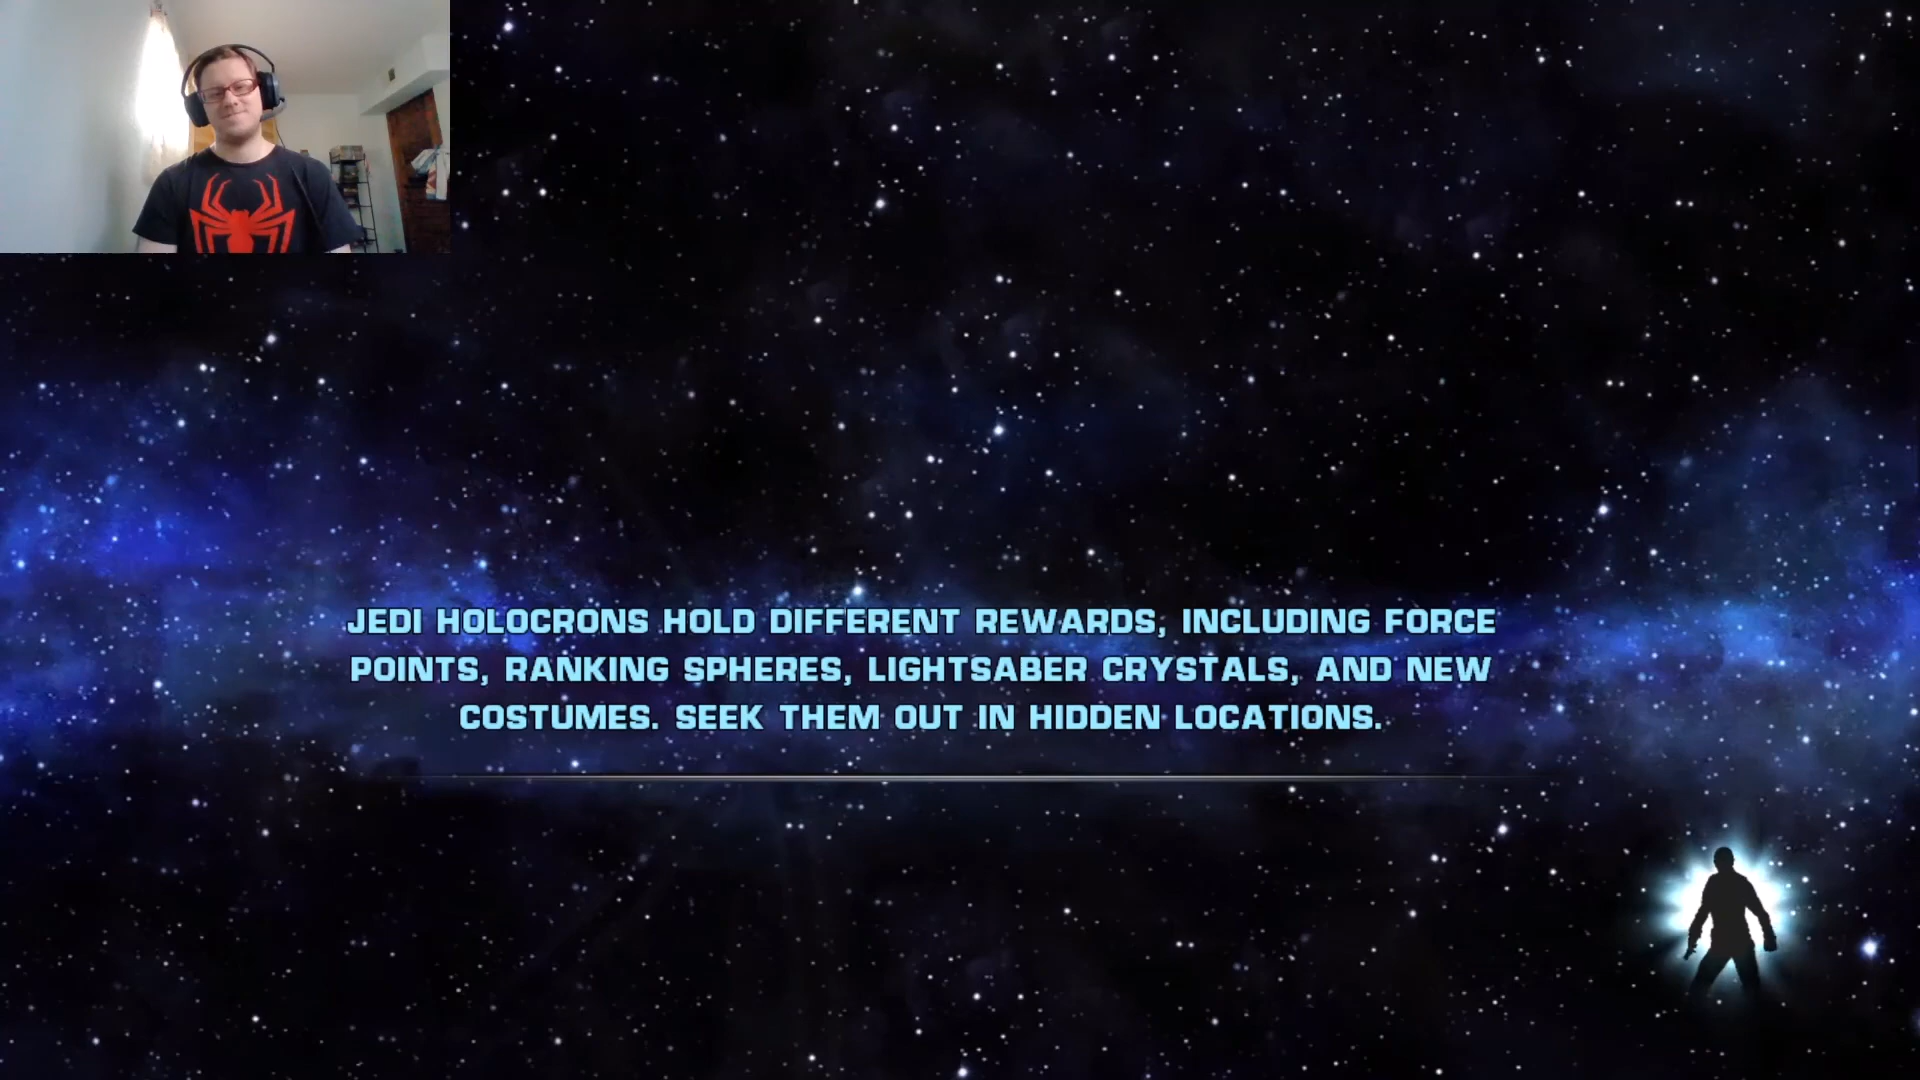 JEDI HOLOCRONS HOLD DIFFERENT REWARDS, INCLUDING FORCE
POINTS, RANKING SPHERES, LIGHTSABER CRYSTALS, AND NEW
COSTUMES. SEEK THEM OUT IN HIDDEN LOCATIONS.